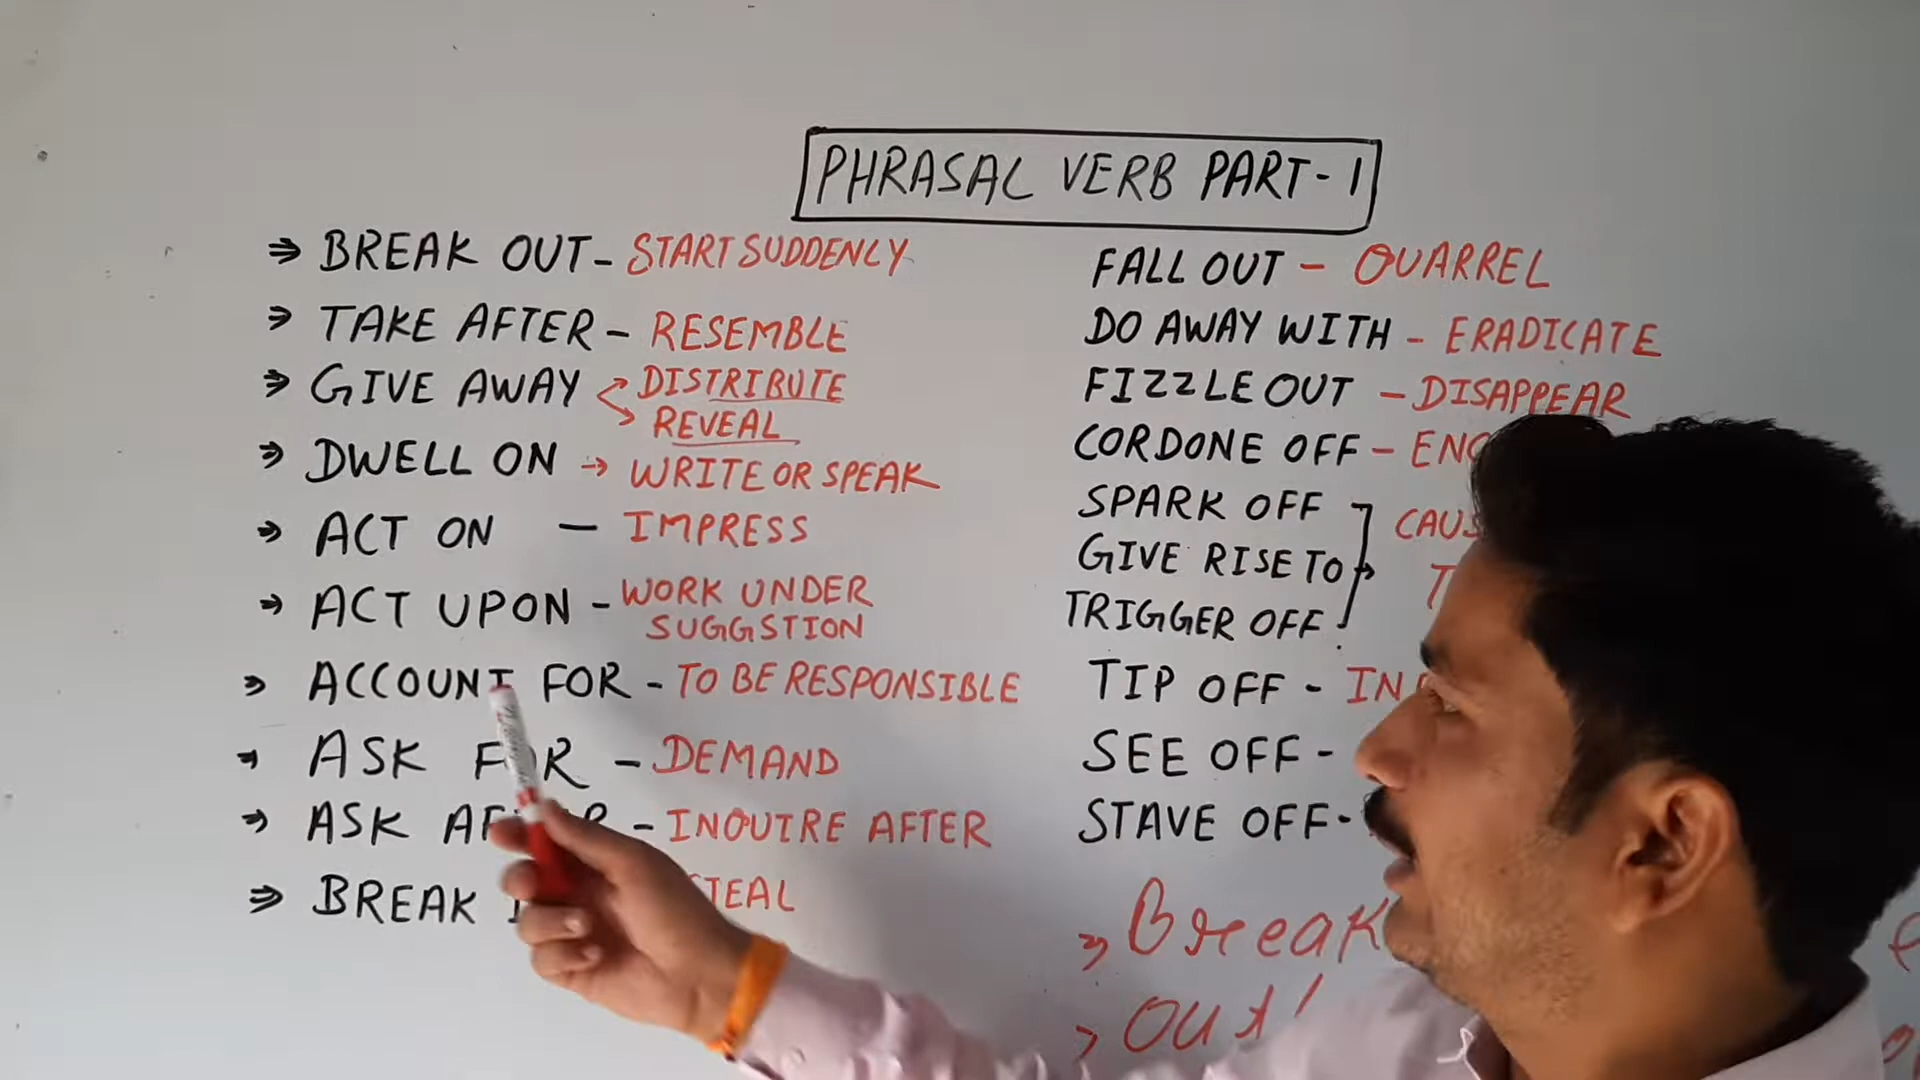 PHRASAL VERB PART-1
⇒ BREAK OUT - START SUDDENLY
⇒ TAKE AFTER - RESEMBLE
⇒ GIVE AWAY DISTRIBUTE
REVEAL
⇒ DWELL ON → WRITE OR SPEAK
⇒ ACT ON - IMPRESS
⇒ ACT UPON - WORK UNDER
SUGGSTION
⇒ ACCOUNT FOR - TO BE RESPONSIBLE
⇒ ASK FOR - DEMAND
⇒ ASK AFTER - INQUIRE AFTER
⇒ BREAK STEAL
FALL OUT - QUARREL
DO AWAY WITH - ERADICATE
FIZZLE OUT - DISAPPEAR
CORDONE OFF -
SPARK OFF
GIVE RISE TO
TRIGGER OFF
TIP OFF -
SEE OFF -
STAVE OFF -
Break
out